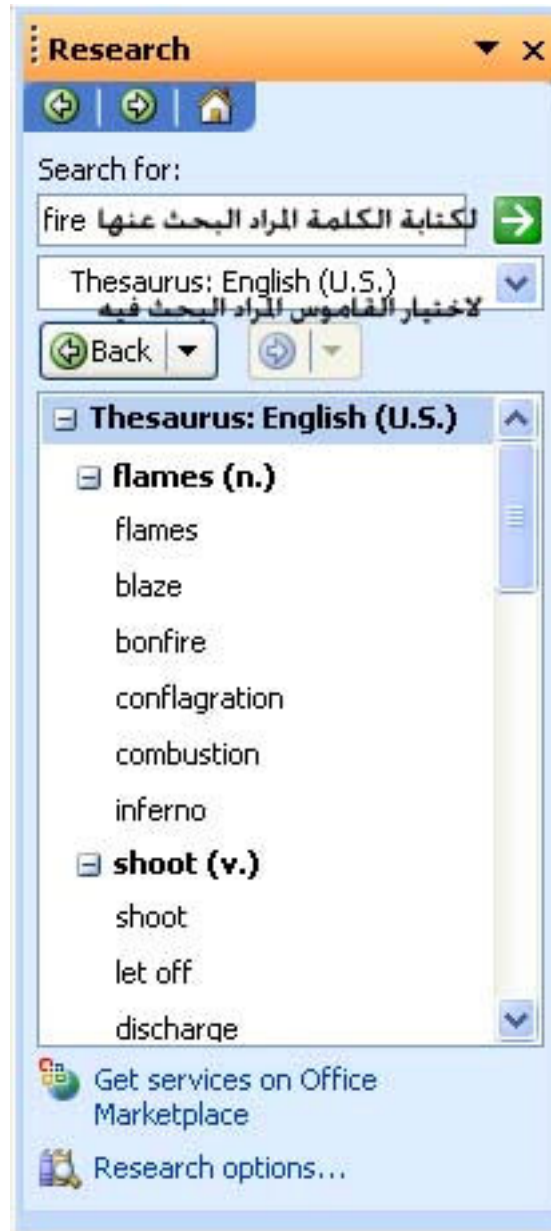 Research
Search for:
fire لكتابة الكلمة المراد البحث عنها
Thesaurus: English (U.S.)
لاختيار القاموس المراد البحث فيه
Back
Thesaurus: English (U.S.)
flames (n.)
flames
blaze
bonfire
conflagration
combustion
inferno
shoot (v.)
shoot
let off
discharge
Get services on Office
Marketplace
Research options...